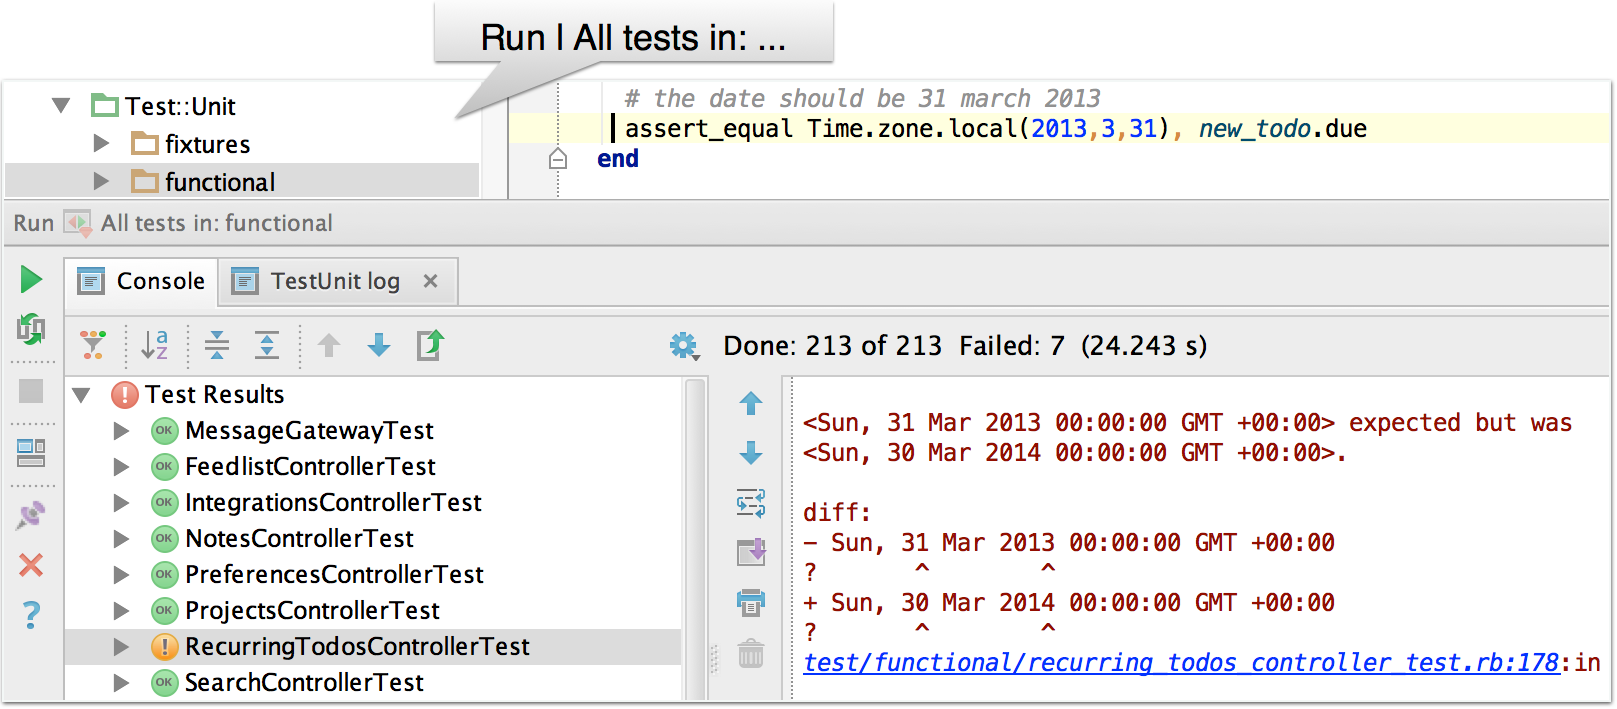 Run | All tests in: ...
Test::Unit
fixtures
functional
# the date should be 31 march 2013
assert_equal Time.zone.local(2013,3,31), new_todo.due
end
Run All tests in: functional
Console
TestUnit log
a
z
Done: 213 of 213 Failed: 7 (24.243 s)
! Test Results
OK MessageGatewayTest
OK FeedlistControllerTest
OK IntegrationsControllerTest
OK NotesControllerTest
OK PreferencesControllerTest
OK ProjectsControllerTest
! RecurringTodosControllerTest
OK SearchControllerTest
?
<Sun, 31 Mar 2013 00:00:00 GMT +00:00> expected but was
<Sun, 30 Mar 2014 00:00:00 GMT +00:00>.
diff:
- Sun, 31 Mar 2013 00:00:00 GMT +00:00
?       ^        ^
+ Sun, 30 Mar 2014 00:00:00 GMT +00:00
?       ^        ^
test/functional/recurring_todos_controller_test.rb:178:in